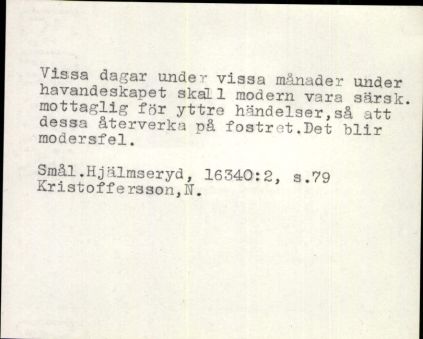 Vissa dagar under vissa månader under
havandeskapet skall modern vara särsk.
mottaglig för yttre händelser,så att
dessa återverka på fostret.Det blir
modersfel.
Smål.Hjälmseryd, 16340:2, s.79
Kristoffersson,N.